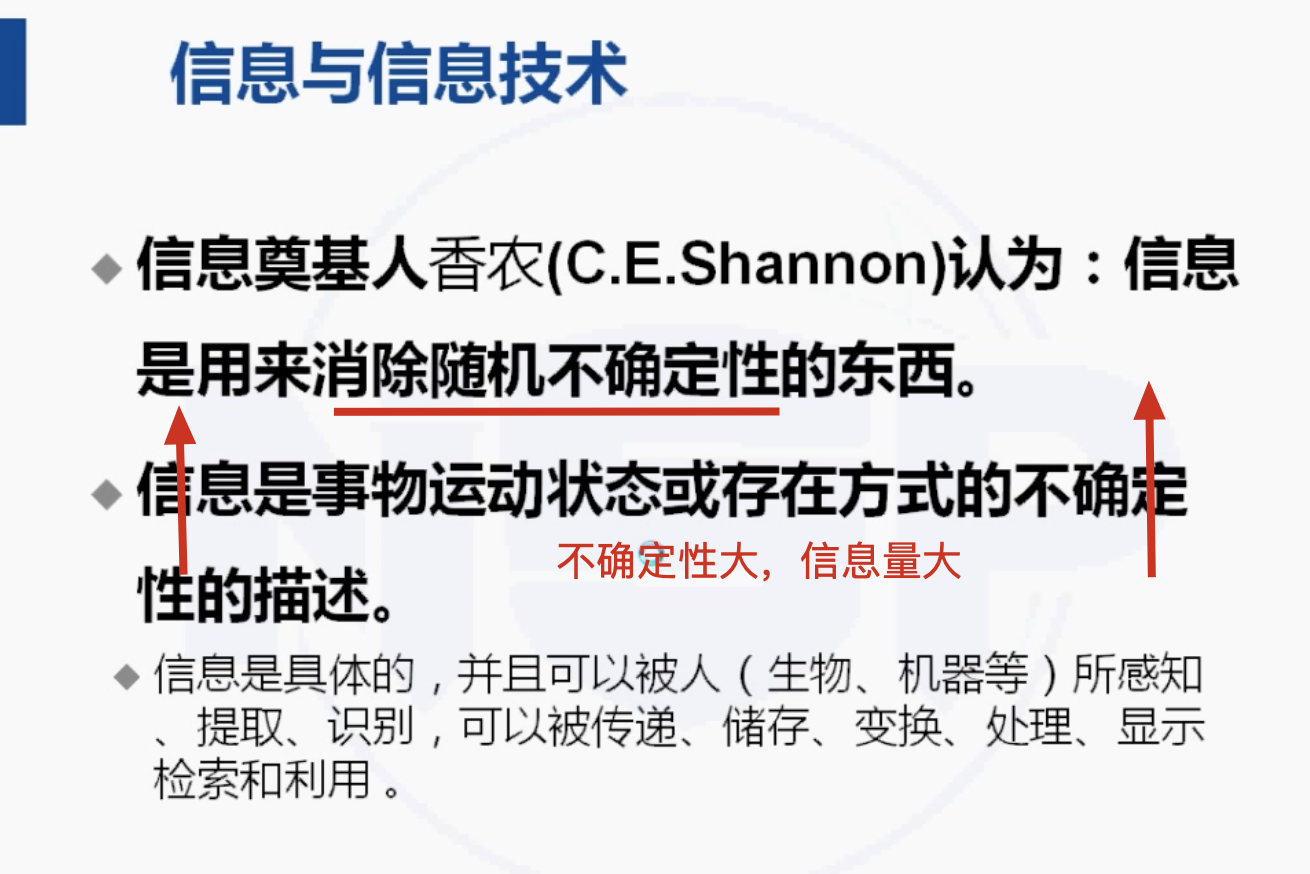 信息与信息技术
信息奠基人香农(C.E.Shannon)认为：信息
是用来消除随机不确定性的东西。
信息是事物运动状态或存在方式的不确定
不确定性大，信息量大
性的描述。
信息是具体的，并且可以被人（生物、机器等）所感知
、提取、识别，可以被传递、储存、变换、处理、显示
检索和利用。